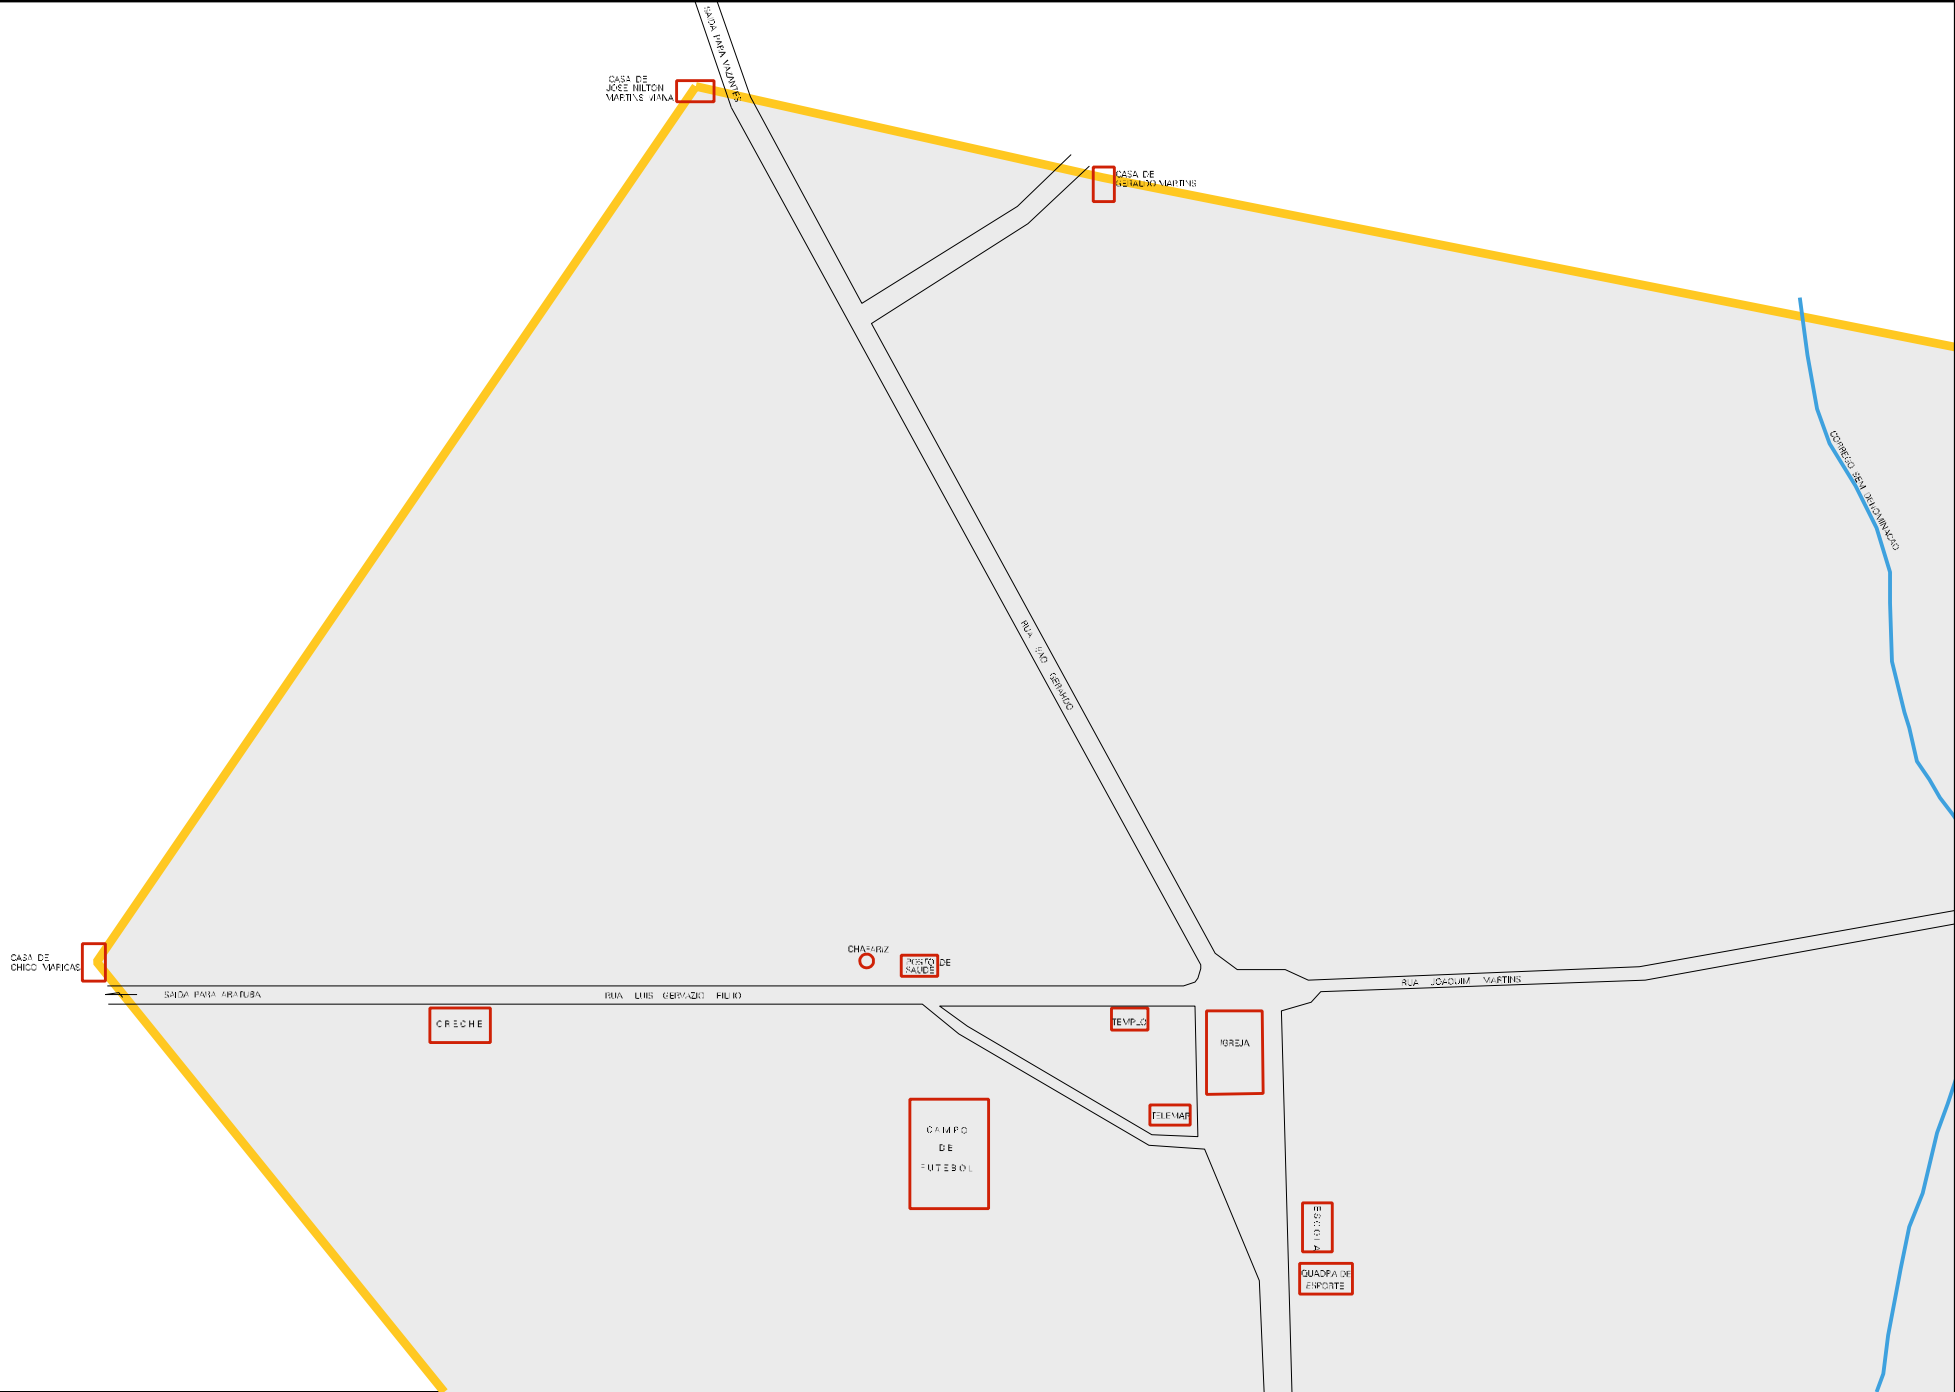 SAIDA PARA VAZANTES
CASA DE
JOSE NILTON
MARTINS VIANA
CASA DE
GERALDO MARTINS
CORREGO SEM DENOMINACAO
RUA SAO GERARDO
CHAFARIZ
POSTO DE
SAUDE
CASA DE
CHICO MARICAS
SAIDA PARA ARATUBA
RUA LUIS GERVAZIO FILHO
RUA JOAQUIM MARTINS
CRECHE
TEMPLO
IGREJA
TELEMAR
CAMPO
DE
FUTEBOL
ESCOLA
QUADRA DE
ESPORTE